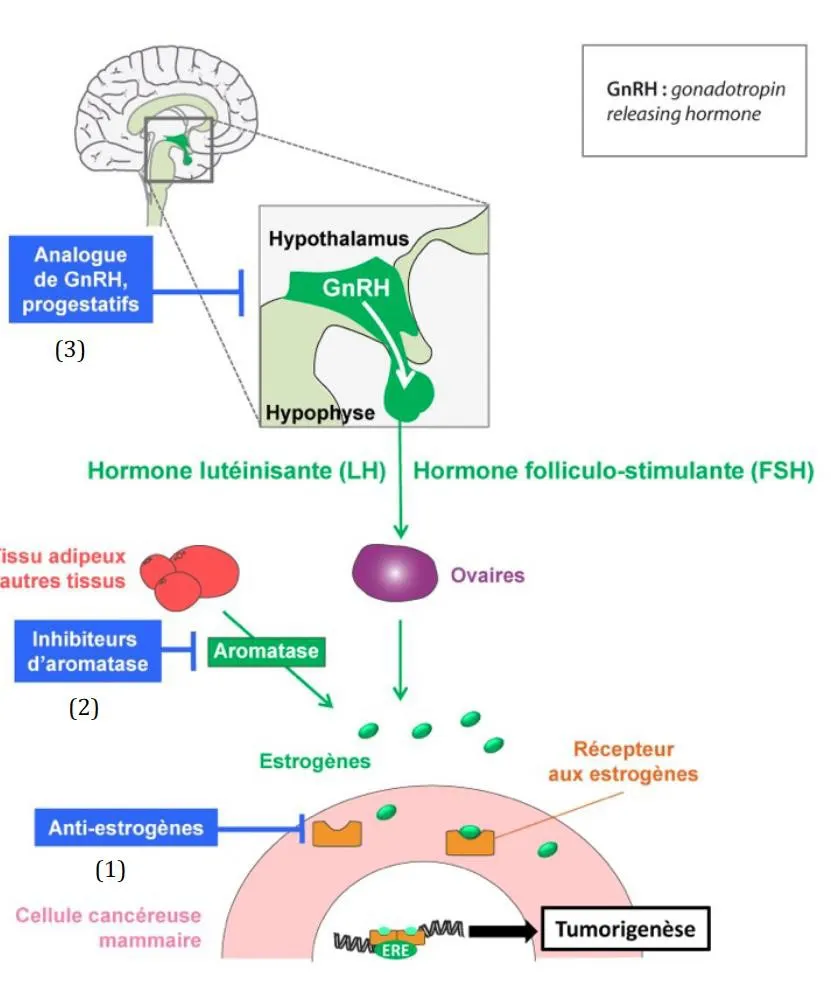 GnRH : gonadotropin
releasing hormone
Hypothalamus
Analogue
de GnRH,
progestatifs
GnRH
(3)
Hypophyse
Hormone lutéinisante (LH)
Hormone folliculo-stimulante (FSH)
issu adipeux
autres tissus
Ovaires
Inhibiteurs
d'aromatase
Aromatase
(2)
Estrogènes
Récepteur
aux estrogènes
Anti-estrogènes
(1)
Cellule cancéreuse
mammaire
ERE
Tumorigenèse